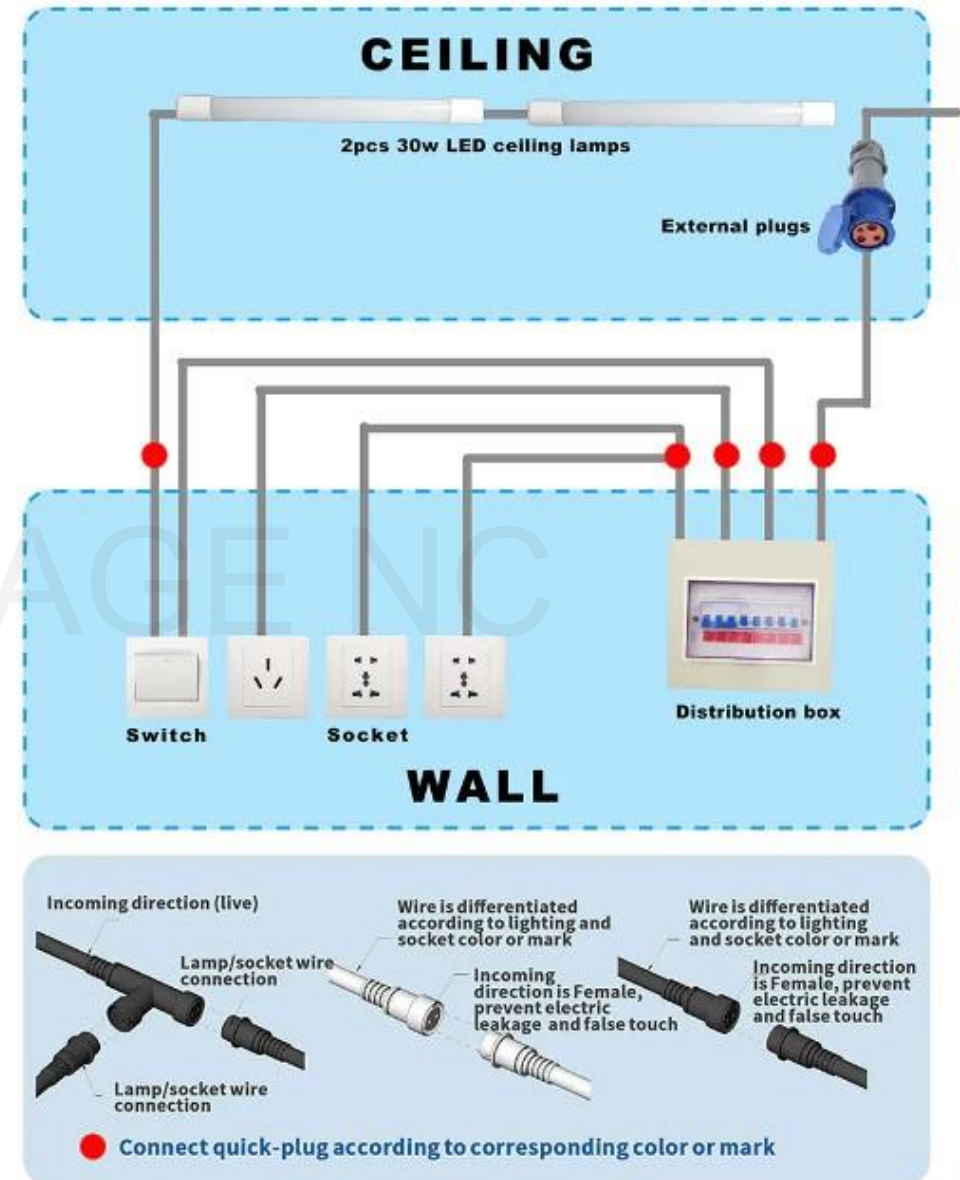 CEILING
2pcs 30w LED ceiling lamps
External plugs
AGE NC
Switch
Socket
Distribution box
WALL
Incoming direction (live)
Lamp/socket wire
connection
Lamp/socket wire
connection
Wire is differentiated
according to lighting and
socket color or mark
Incoming
direction is Female,
prevent electric
leakage and false touch
Wire is differentiated
according to lighting
and socket color or mark
Incoming direction
is Female, prevent
electric leakage
and false touch
Connect quick-plug according to corresponding color or mark